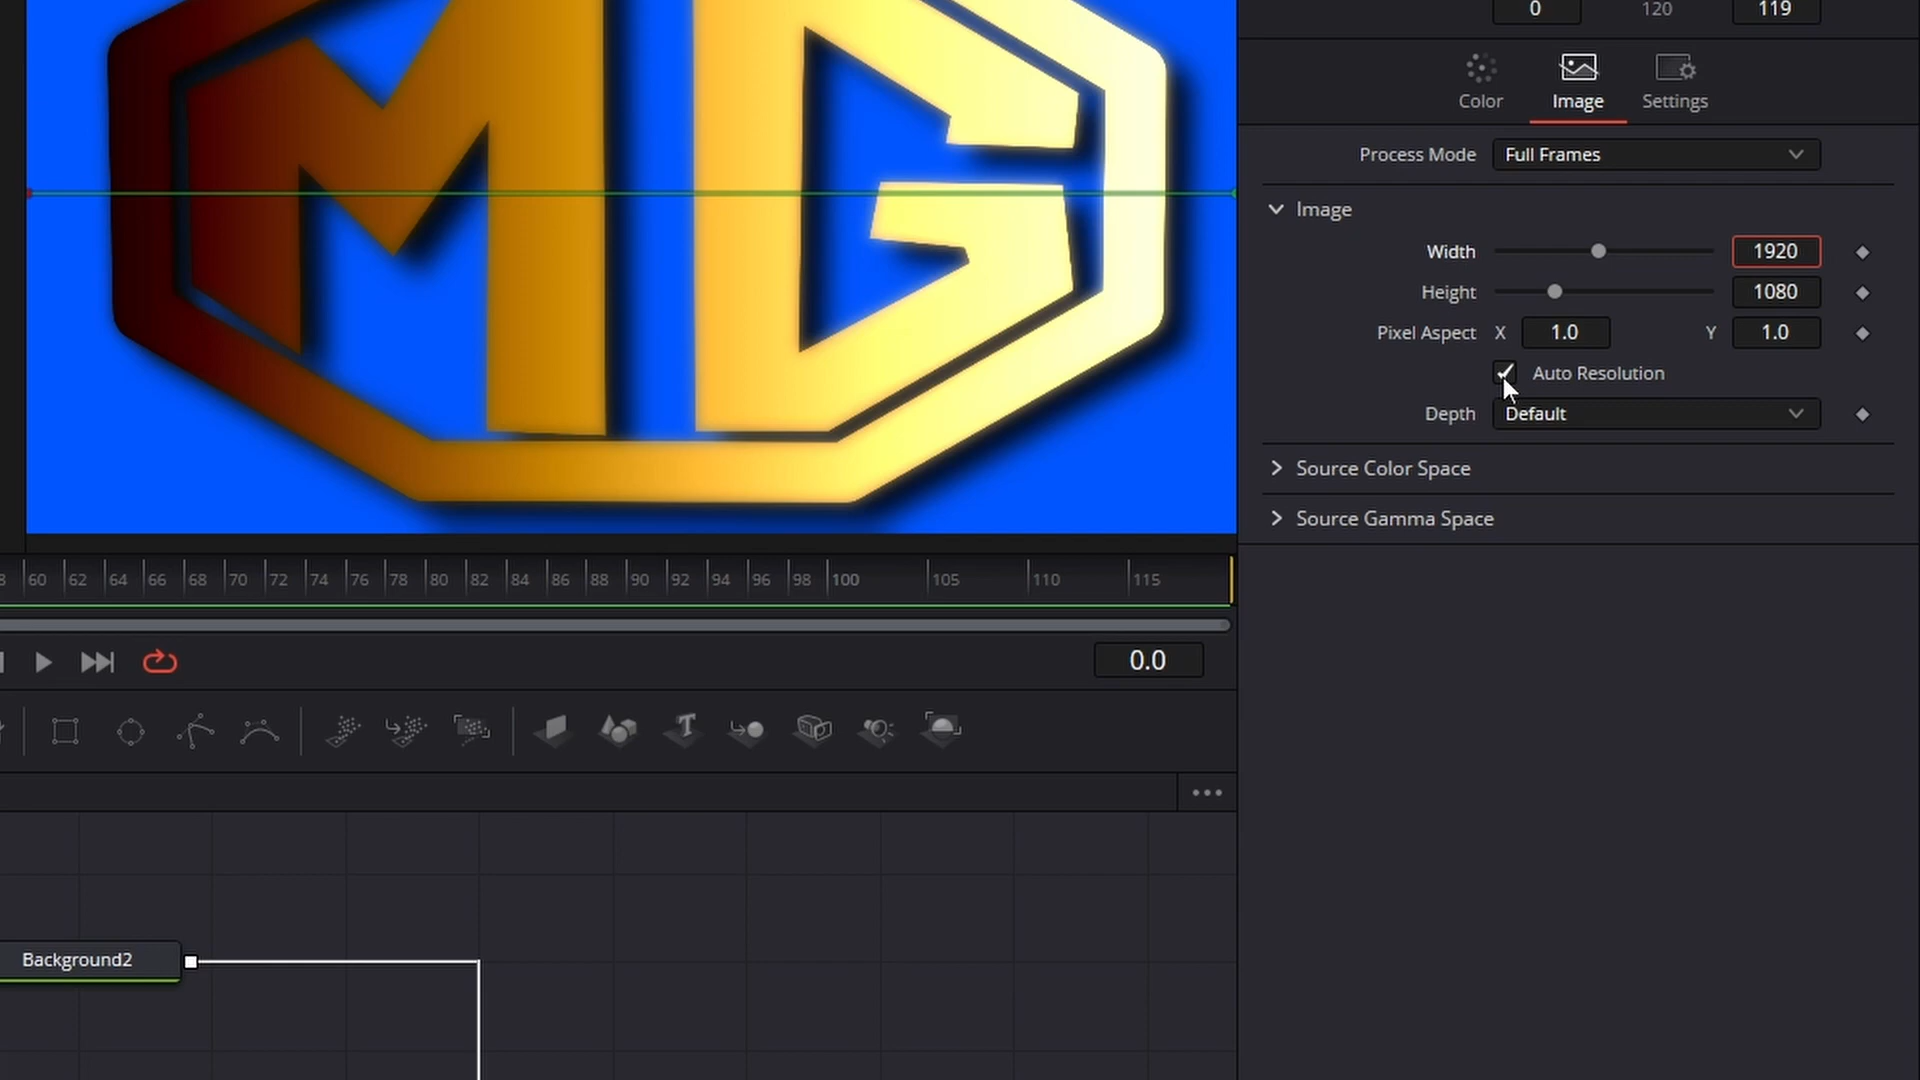 0 120 119
MG
Color Image Settings
Process Mode Full Frames
Image
Width 1920
Height 1080
Pixel Aspect X 1.0 Y 1.0
Auto Resolution
Depth Default
Source Color Space
Source Gamma Space
60 62 64 66 68 70 72 74 76 78 80 82 84 86 88 90 92 94 96 98 100 105 110 115
0.0
T
Background2